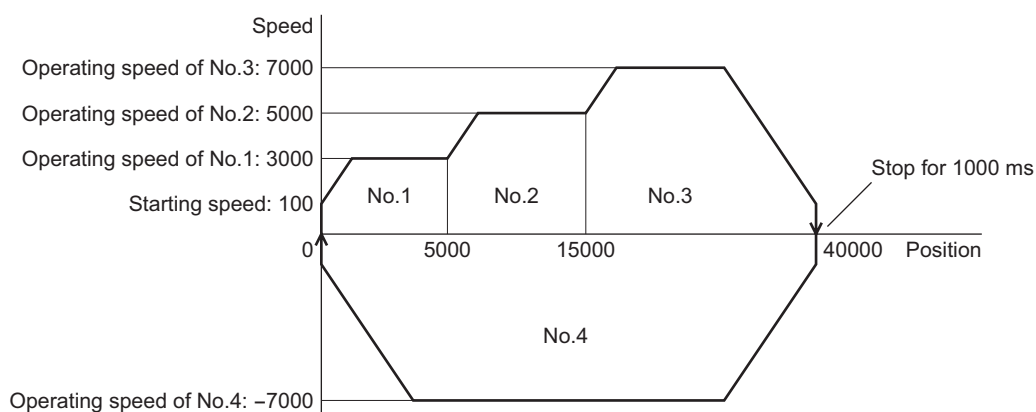 Speed
Operating speed of No.3: 7000
Operating speed of No.2: 5000
Operating speed of No.1: 3000
Stop for 1000 ms
Starting speed: 100
No.1
No.2
No.3
0
5000
15000
40000
Position
No.4
Operating speed of No.4: −7000